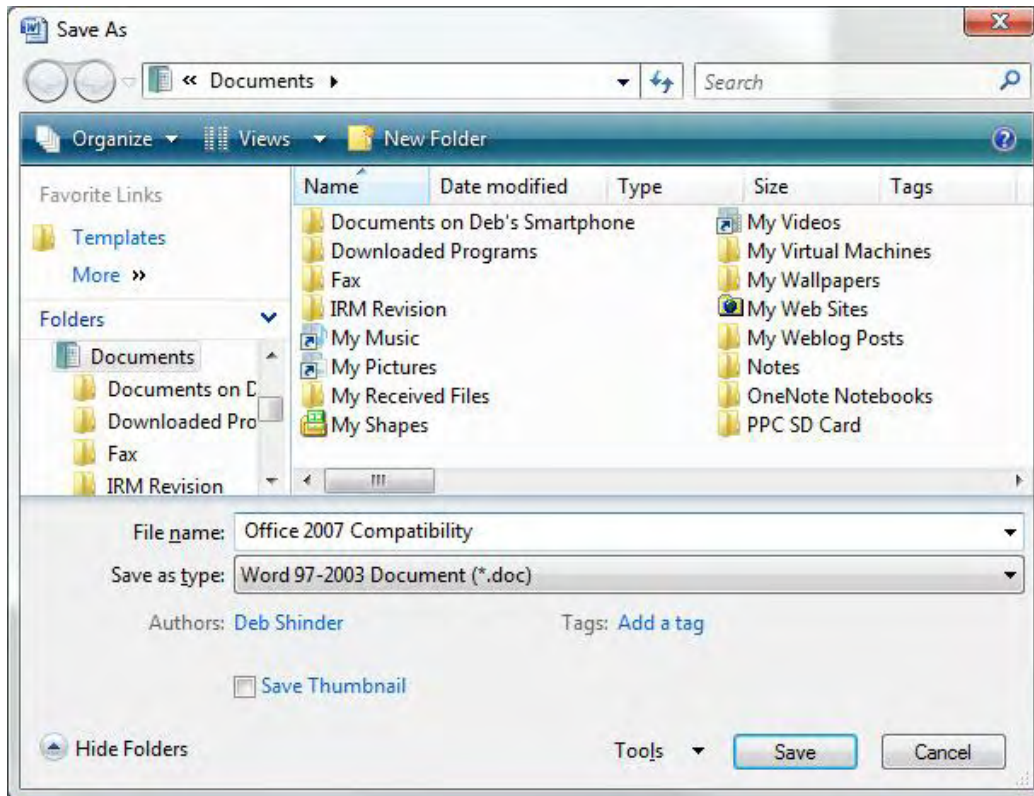 Save As
« Documents
Search
Organize Views New Folder
Favorite Links
Templates
More »
Folders
Documents
Documents on D
Downloaded Pro
Fax
IRM Revision
Name Date modified Type Size Tags
Documents on Deb's Smartphone
Downloaded Programs
Fax
IRM Revision
My Music
My Pictures
My Received Files
My Shapes
My Videos
My Virtual Machines
My Wallpapers
My Web Sites
My Weblog Posts
Notes
OneNote Notebooks
PPC SD Card
File name: Office 2007 Compatibility
Save as type: Word 97-2003 Document (*.doc)
Authors: Deb Shinder Tags: Add a tag
Save Thumbnail
Hide Folders Tools Save Cancel